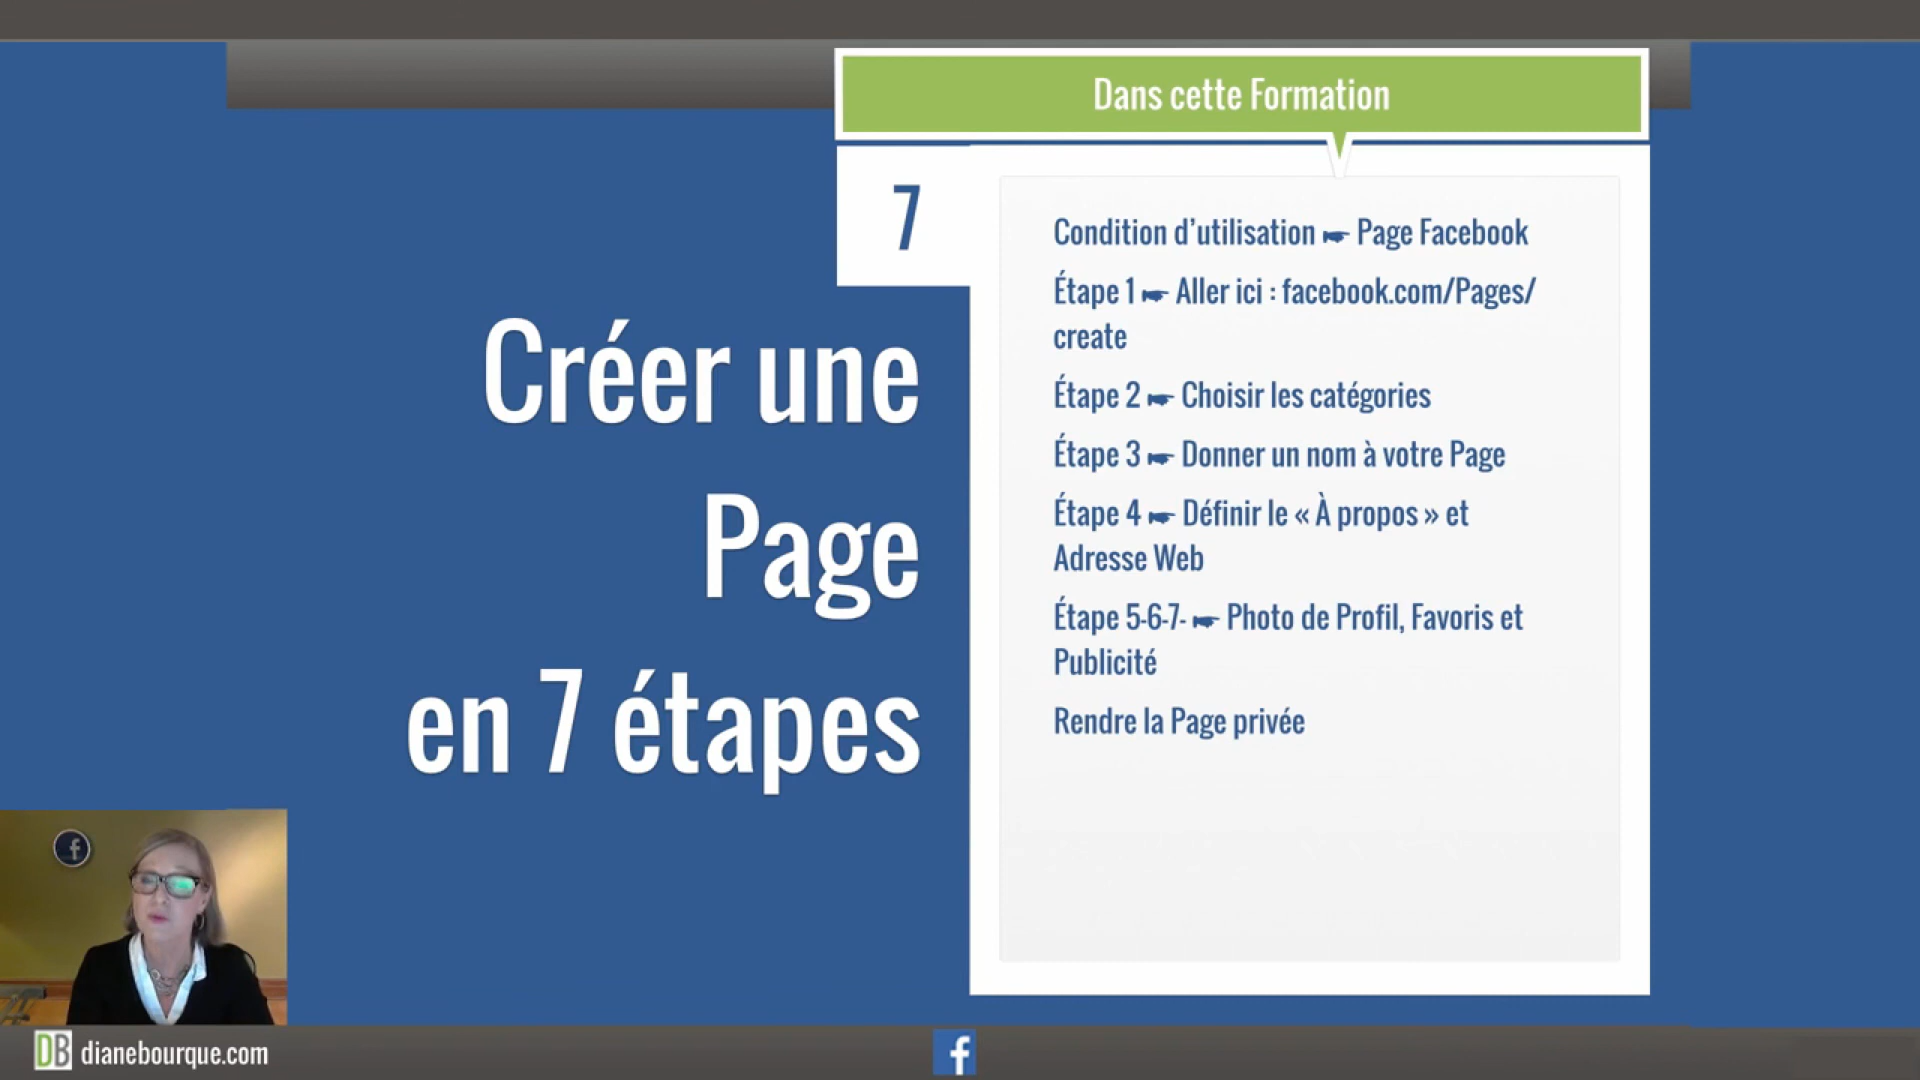 Dans cette Formation
7
Créer une
Page
en 7 étapes
Condition d’utilisation ☛ Page Facebook
Étape 1 ☛ Aller ici : facebook.com/Pages/
create
Étape 2 ☛ Choisir les catégories
Étape 3 ☛ Donner un nom à votre Page
Étape 4 ☛ Définir le « À propos » et
Adresse Web
Étape 5-6-7- ☛ Photo de Profil, Favoris et
Publicité
Rendre la Page privée
f
DB dianebourque.com
f